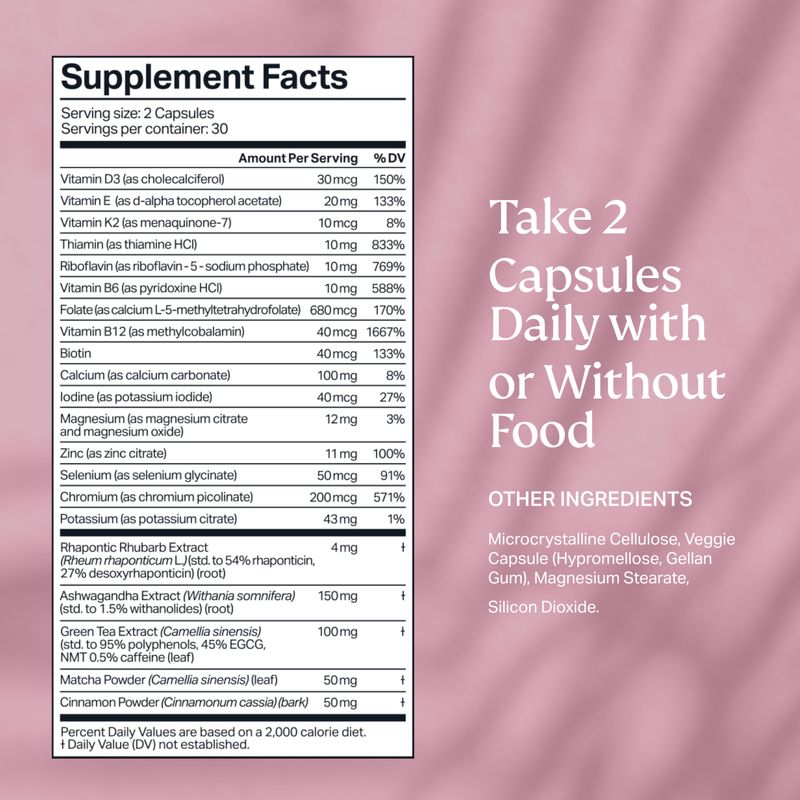 Supplement Facts
Serving size: 2 Capsules
Servings per container: 30
Amount Per Serving % DV
Vitamin D3 (as cholecalciferol) 30 mcg 150%
Vitamin E (as d-alpha tocopherol acetate) 20 mg 133%
Vitamin K2 (as menaquinone-7) 10 mcg 8%
Thiamin (as thiamine HCl) 10 mg 833%
Riboflavin (as riboflavin - 5 - sodium phosphate) 10 mg 769%
Vitamin B6 (as pyridoxine HCl) 10 mg 588%
Folate (as calcium L-5-methyltetrahydrofolate) 680 mcg 170%
Vitamin B12 (as methylcobalamin) 40 mcg 1667%
Biotin 40 mcg 133%
Calcium (as calcium carbonate) 100 mg 8%
Iodine (as potassium iodide) 40 mcg 27%
Magnesium (as magnesium citrate 12 mg 3%
and magnesium oxide)
Zinc (as zinc citrate) 11 mg 100%
Selenium (as selenium glycinate) 50 mcg 91%
Chromium (as chromium picolinate) 200 mcg 571%
Potassium (as potassium citrate) 43 mg 1%
Rhapontic Rhubarb Extract 4 mg ƚ
(Rheum rhaponticum L.) (std. to 54% rhaponticin,
27% desoxyrhaponticin) (root)
Ashwagandha Extract (Withania somnifera) 150 mg ƚ
(std. to 1.5% withanolides) (root)
Green Tea Extract (Camellia sinensis) 100 mg ƚ
(std. to 95% polyphenols, 45% EGCG,
NMT 0.5% caffeine (leaf)
Matcha Powder (Camellia sinensis) (leaf) 50 mg ƚ
Cinnamon Powder (Cinnamonum cassia) (bark) 50 mg ƚ
Percent Daily Values are based on a 2,000 calorie diet.
ƚ Daily Value (DV) not established.
Take 2
Capsules
Daily with
or Without
Food
OTHER INGREDIENTS
Microcrystalline Cellulose, Veggie
Capsule (Hypromellose, Gellan
Gum), Magnesium Stearate,
Silicon Dioxide.